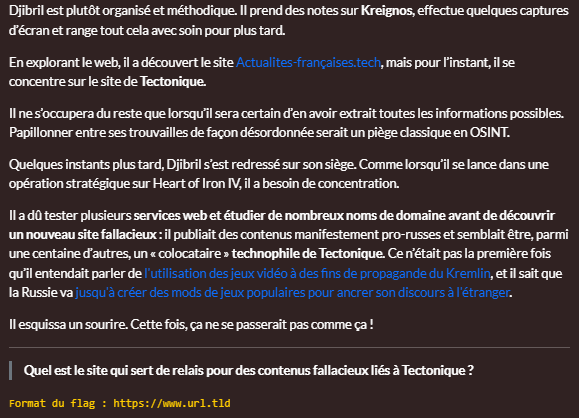 Djibril est plutôt organisé et méthodique. Il prend des notes sur Kreignos, effectue quelques captures
d'écran et range tout cela avec soin pour plus tard.
En explorant le web, il a découvert le site Actualites-françaises.tech, mais pour l'instant, il se
concentre sur le site de Tectonique.
Il ne s'occupera du reste que lorsqu'il sera certain d'en avoir extrait toutes les informations possibles.
Papillonner entre ses trouvailles de façon désordonnée serait un piège classique en OSINT.
Quelques instants plus tard, Djibril s'est redressé sur son siège. Comme lorsqu'il se lance dans une
opération stratégique sur Heart of Iron IV, il a besoin de concentration.
Il a dû tester plusieurs services web et étudier de nombreux noms de domaine avant de découvrir
un nouveau site fallacieux : il publiait des contenus manifestement pro-russes et semblait être, parmi
une centaine d'autres, un « colocataire » technophile de Tectonique. Ce n'était pas la première fois
qu'il entendait parler de l'utilisation des jeux vidéo à des fins de propagande du Kremlin, et il sait que
la Russie va jusqu'à créer des mods de jeux populaires pour ancrer son discours à l'étranger.
Il esquissa un sourire. Cette fois, ça ne se passerait pas comme ça !
Quel est le site qui sert de relais pour des contenus fallacieux liés à Tectonique ?
Format du flag : https://www.url.tld